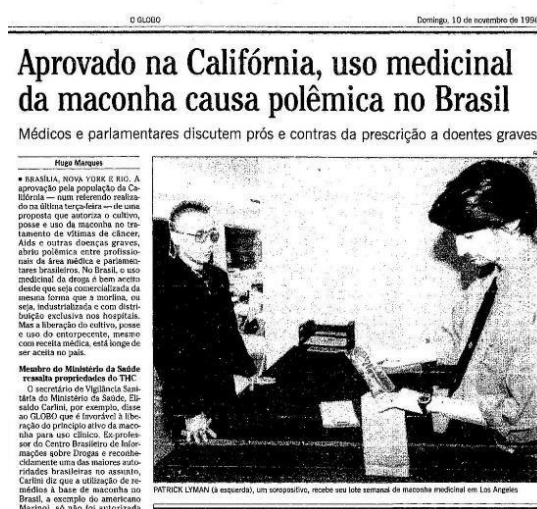 O GLOBO
Domingo, 10 de novembro de 1996
Aprovado na Califórnia, uso medicinal
da maconha causa polêmica no Brasil
Médicos e parlamentares discutem prós e contras da prescrição a doentes graves
Hugo Marques
• BRASÍLIA, NOVA YORK E RIO. A
aprovação pela população da Ca-
lifórnia — num referendo realiza-
do na última terça-feira — de uma
proposta que autoriza o cultivo,
posse e uso da maconha no tra-
tamento de vítimas de câncer,
Aids e outras doenças graves,
abriu polêmica entre profissio-
nais da área médica e parlamen-
tares brasileiros. No Brasil, o uso
medicinal da droga é bem aceito
desde que seja comercializada da
mesma forma que a morfina, ou
seja, industrializada e com distri-
buição exclusiva nos hospitais.
Mas a liberação do cultivo, posse
e uso do entorpecente, mesmo
com receita médica, está longe de
ser aceita no país.
Membro do Ministério da Saúde
ressalta propriedades do THC
O secretário de Vigilância Sani-
tária do Ministério da Saúde, Eli-
saldo Carlini, por exemplo, disse
ao GLOBO que é favorável à libe-
ração do princípio ativo da maco-
nha para uso clínico. Ex-profes-
sor do Centro Brasileiro de Infor-
mações sobre Drogas e reconhe-
cidamente uma das maiores auto-
ridades brasileiras no assunto,
Carlini diz que a utilização de re-
médios à base de maconha no
Brasil, a exemplo do americano
Marinol, só não foi autorizada
PATRICK LYMAN (à esquerda), um soropositivo, recebe seu lote semanal de maconha medicinal em Los Angeles